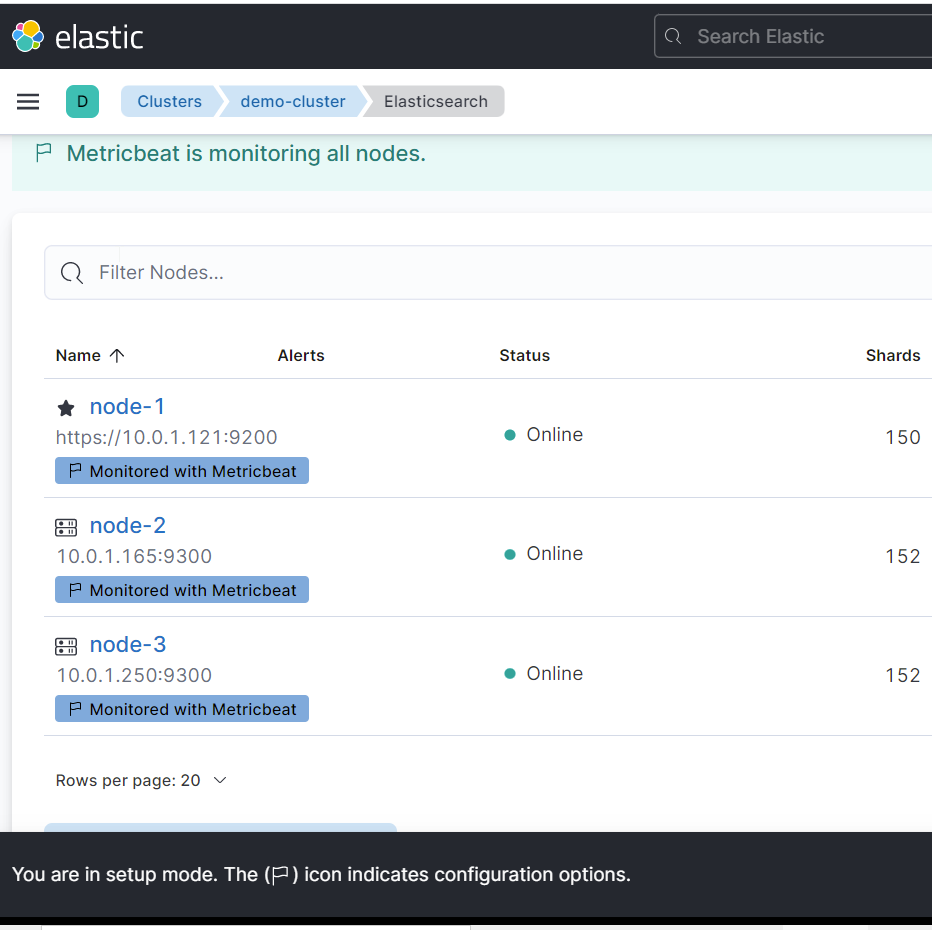 elastic
Search Elastic
D
Clusters
demo-cluster
Elasticsearch
Metricbeat is monitoring all nodes.
Filter Nodes...
Name Alerts Status Shards
node-1
https://10.0.1.121:9200
Online
150
Monitored with Metricbeat
node-2
10.0.1.165:9300
Online
152
Monitored with Metricbeat
node-3
10.0.1.250:9300
Online
152
Monitored with Metricbeat
Rows per page: 20
You are in setup mode. The ( ) icon indicates configuration options.